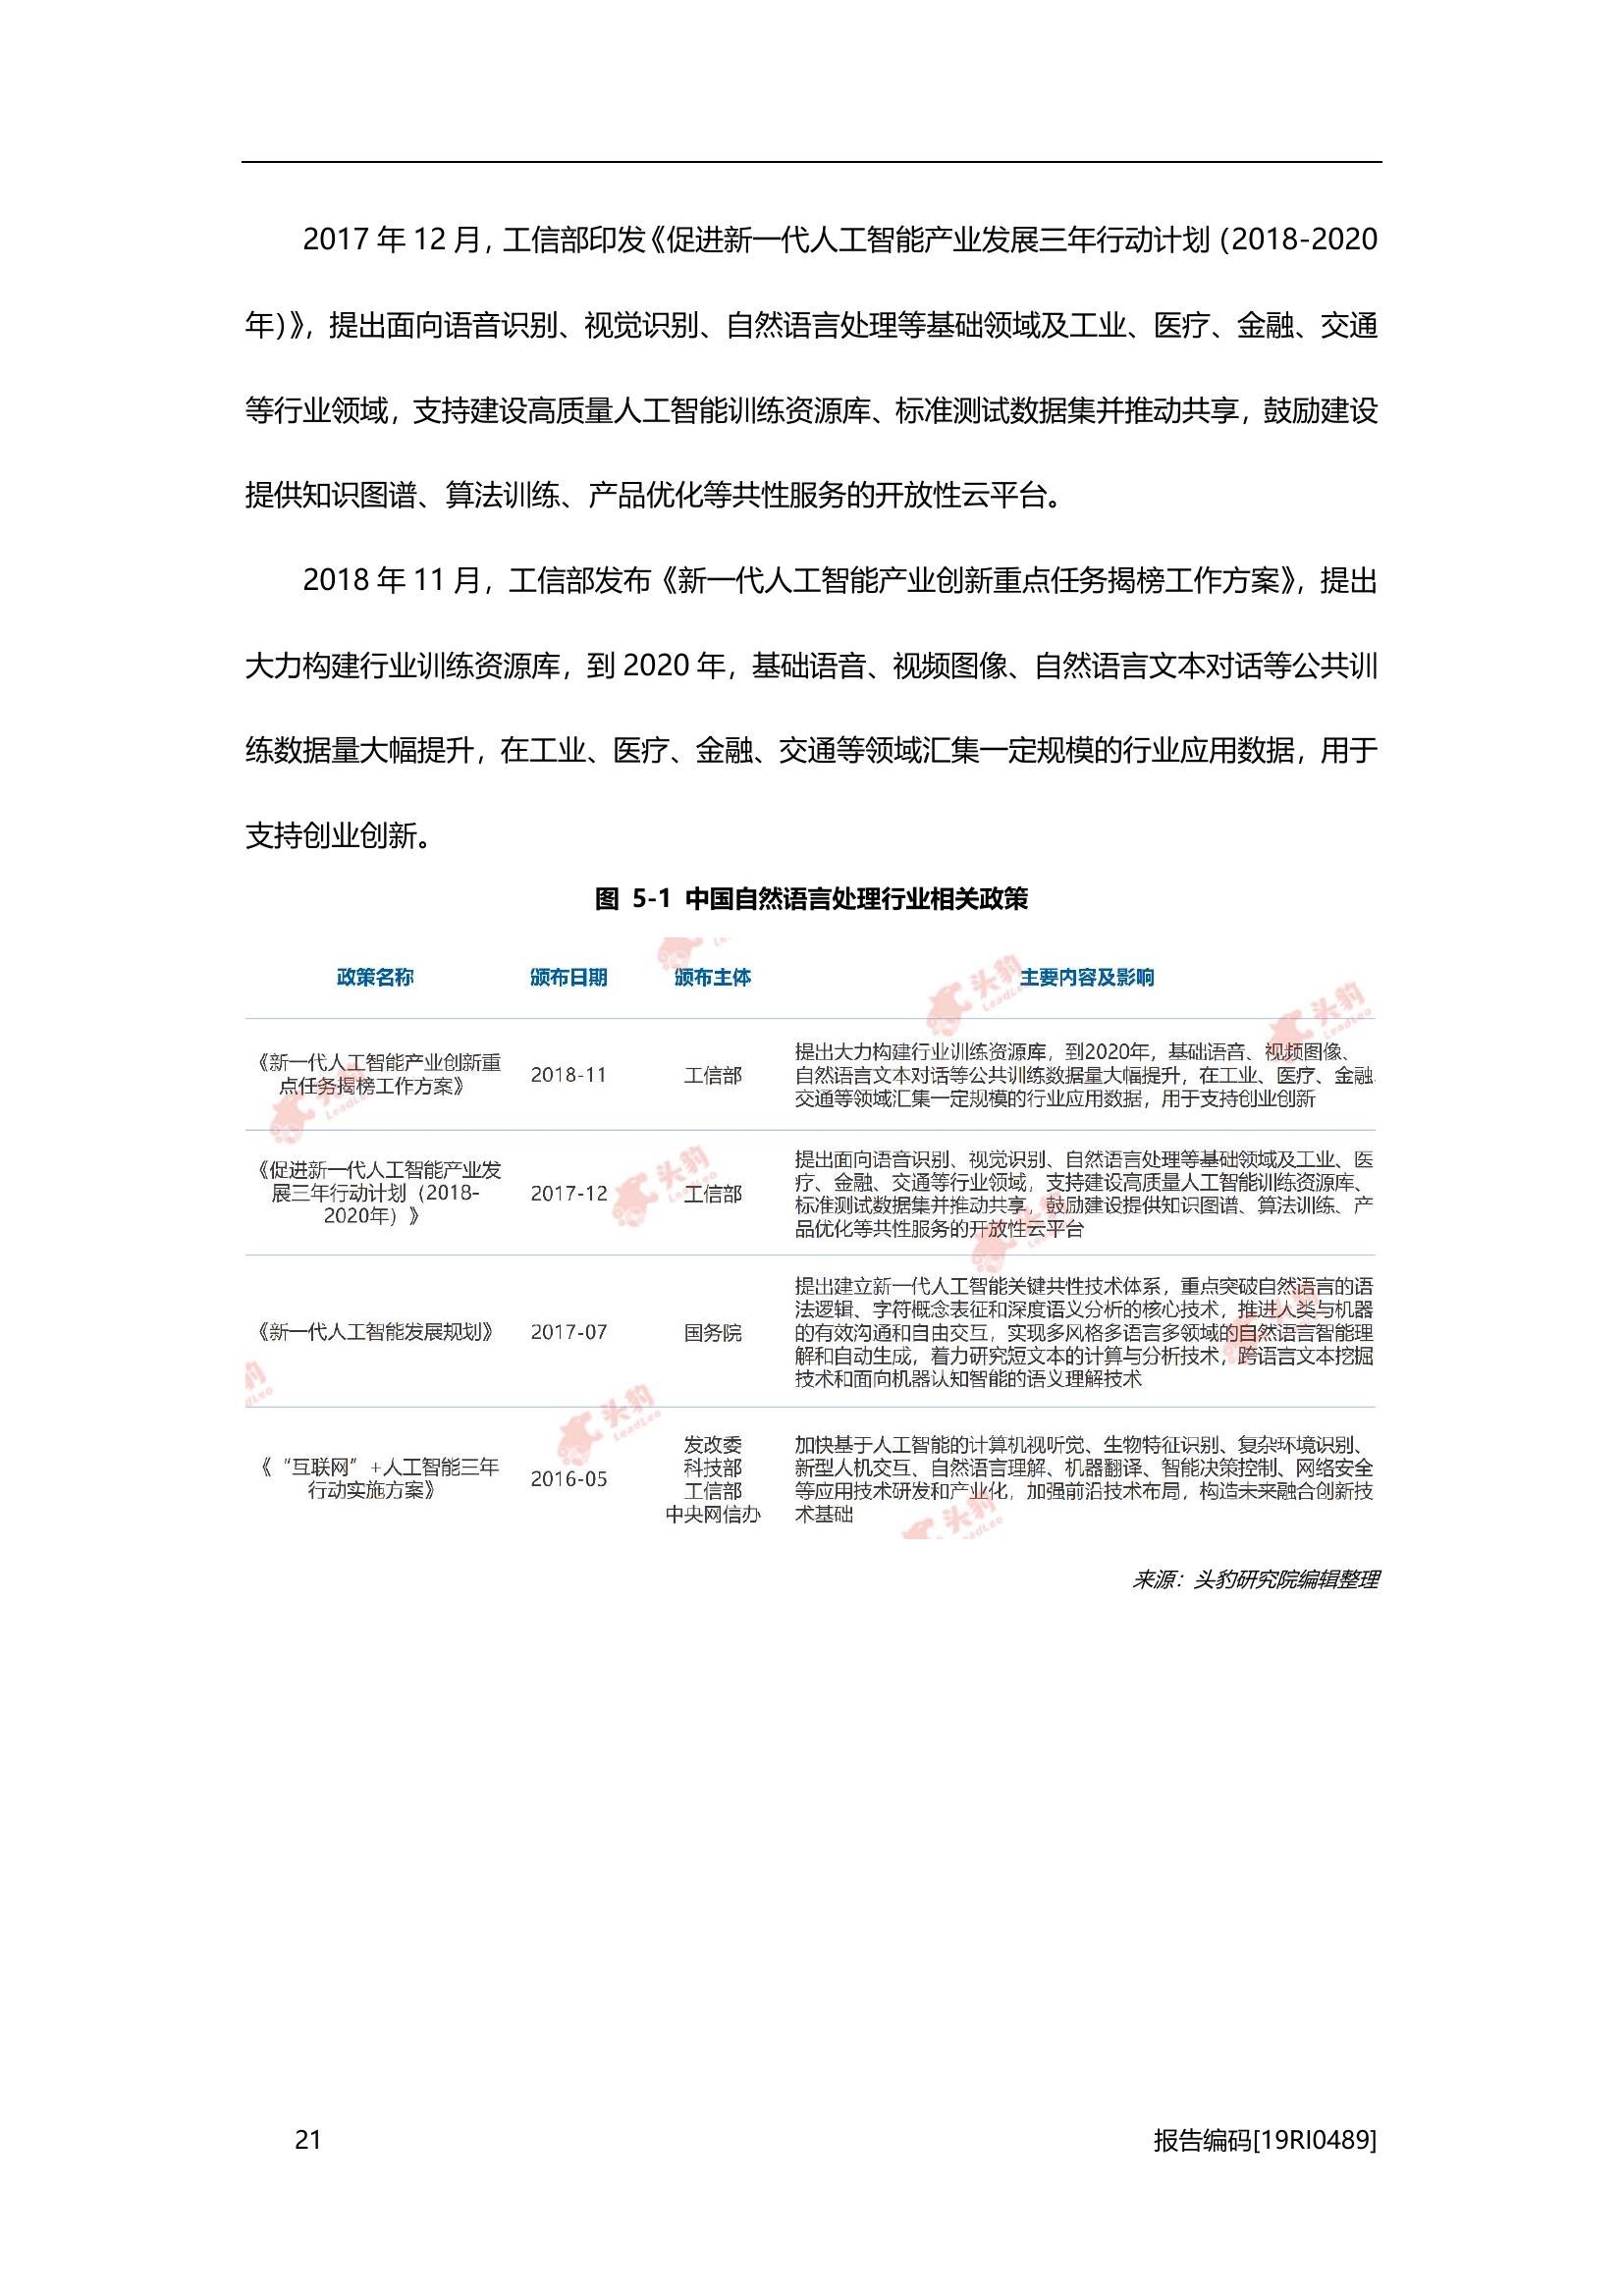 2017 年 12 月，工信部印发《促进新一代人工智能产业发展三年行动计划（2018-2020
年）》，提出面向语音识别、视觉识别、自然语言处理等基础领域及工业、医疗、金融、交通
等行业领域，支持建设高质量人工智能训练资源库、标准测试数据集并推动共享，鼓励建设
提供知识图谱、算法训练、产品优化等共性服务的开放性云平台。
2018 年 11 月，工信部发布《新一代人工智能产业创新重点任务揭榜工作方案》，提出
大力构建行业训练资源库，到 2020 年，基础语音、视频图像、自然语言文本对话等公共训
练数据量大幅提升，在工业、医疗、金融、交通等领域汇集一定规模的行业应用数据，用于
支持创业创新。
图 5-1 中国自然语言处理行业相关政策
政策名称 颁布日期 颁布主体 主要内容及影响
《新一代人工智能产业创新重
点任务揭榜工作方案》
2018-11
工信部
提出大力构建行业训练资源库，到2020年，基础语音、视频图像、
自然语言文本对话等公共训练数据量大幅提升，在工业、医疗、金融、
交通等领域汇集一定规模的行业应用数据，用于支持创业创新
《促进新一代人工智能产业发
展三年行动计划（2018-
2020年）》
2017-12
工信部
提出面向语音识别、视觉识别、自然语言处理等基础领域及工业、医
疗、金融、交通等行业领域，支持建设高质量人工智能训练资源库、
标准测试数据集并推动共享，鼓励建设提供知识图谱、算法训练、产
品优化等共性服务的开放性云平台
《新一代人工智能发展规划》
2017-07
国务院
提出建立新一代人工智能关键共性技术体系，重点突破自然语言的语
法逻辑、字符概念表征和深度语义分析的核心技术，推进人类与机器
的有效沟通和自由交互，实现多风格多语言多领域的自然语言智能理
解和自动生成，着力研究短文本的计算与分析技术，跨语言文本挖掘
技术和面向机器认知智能的语义理解技术
《“互联网”+人工智能三年
行动实施方案》
2016-05
发改委
科技部
工信部
中央网信办
加快基于人工智能的计算机视听觉、生物特征识别、复杂环境识别、
新型人机交互、自然语言理解、机器翻译、智能决策控制、网络安全
等应用技术研发和产业化，加强前沿技术布局，构造未来融合创新技
术基础
头豹
LeadLeo
头豹
LeadLeo
头豹
LeadLeo
头豹
LeadLeo
头豹
LeadLeo
来源：头豹研究院编辑整理
21
报告编码[19RI0489]